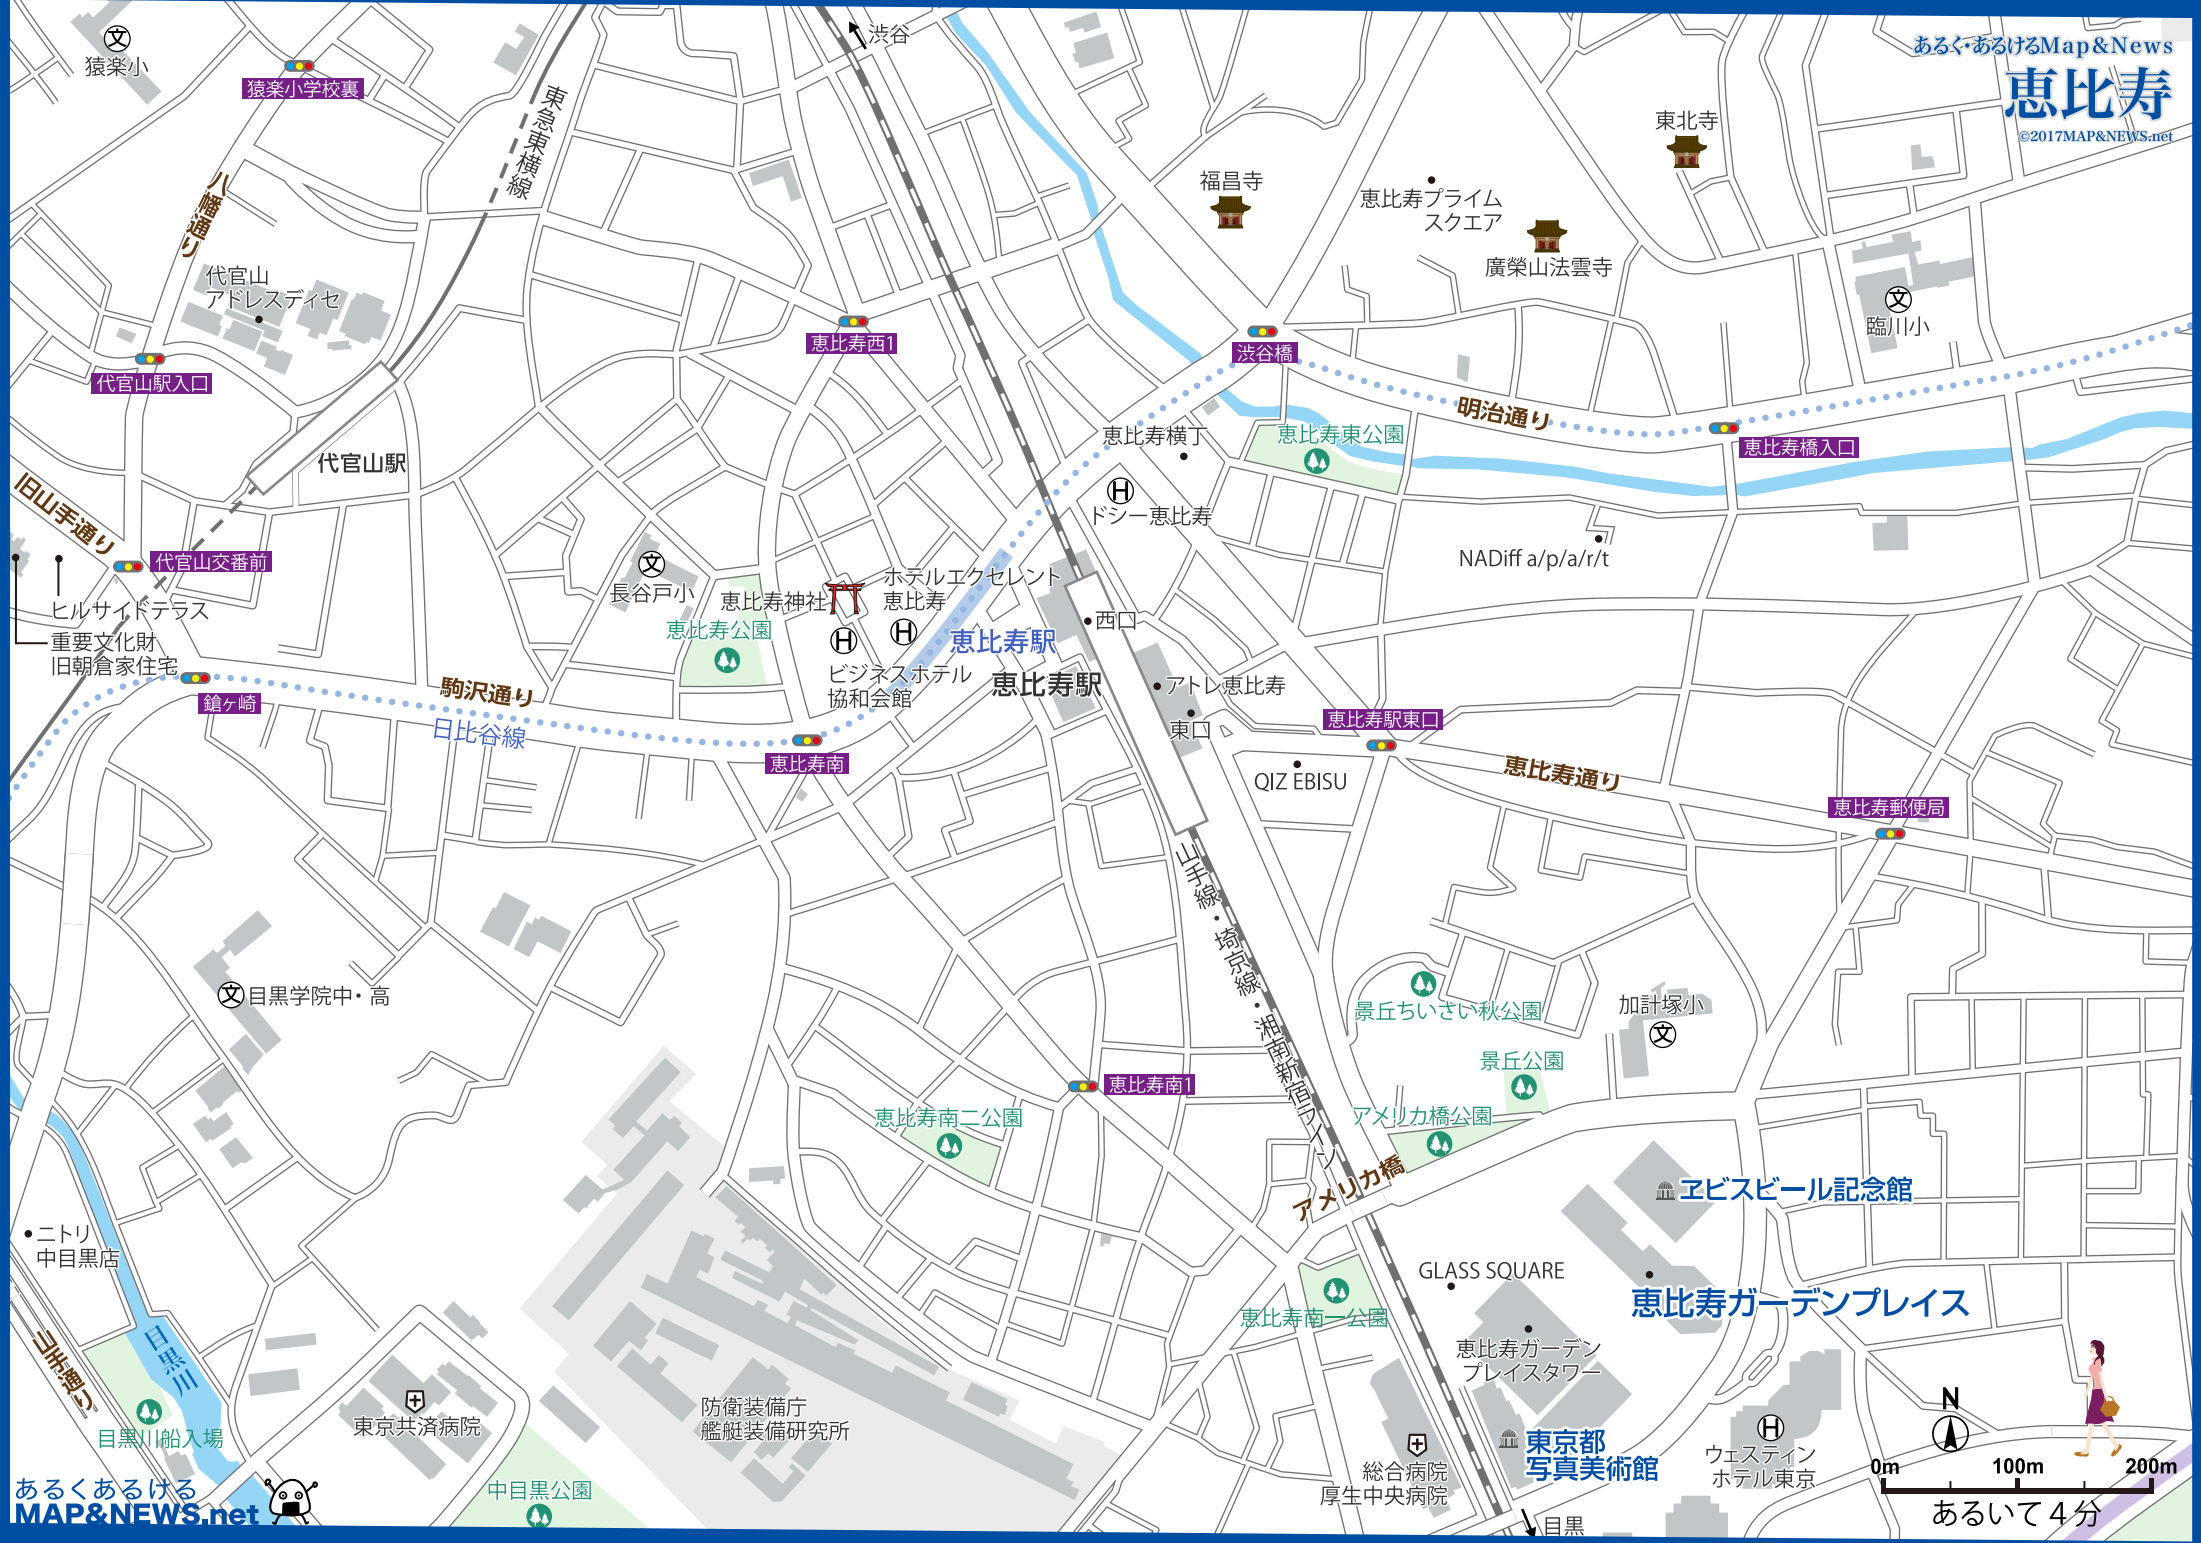 渋谷
あるく・あるけるMap&News
恵比寿
©2017MAP&NEWS.net
文
猿楽小
猿楽小学校裏
東急東横線
東北寺
福昌寺
恵比寿プライム
スクエア
廣榮山法雲寺
八幡通り
代官山
アドレスディセ
文
臨川小
恵比寿西1
渋谷橋
代官山駅入口
明治通り
恵比寿橋入口
恵比寿横丁
恵比寿東公園
代官山駅
旧山手通り
H
ドシー恵比寿
NADiff a/p/a/r/t
代官山交番前
文
長谷戸小
ホテルエクセレント
恵比寿
H
恵比寿神社
ヒルサイドテラス
西口
恵比寿公園
H
恵比寿駅
重要文化財
旧朝倉家住宅
ビジネスホテル
協和会館
恵比寿駅
アトレ恵比寿
東口
鎗ヶ崎
駒沢通り
日比谷線
恵比寿駅東口
恵比寿南
QIZ EBISU
恵比寿通り
恵比寿郵便局
山手線・埼京線・湘南新宿ライン
文
目黒学院中・高
景丘ちいさい秋公園
加計塚小
文
景丘公園
恵比寿南1
恵比寿南二公園
アメリカ橋公園
アメリカ橋
ヱビスビール記念館
ニトリ
中目黒店
GLASS SQUARE
恵比寿ガーデンプレイス
恵比寿南一公園
恵比寿ガーデン
プレイスタワー
目黒川
山手通り
目黒川船入場
東京共済病院
防衛装備庁
艦艇装備研究所
総合病院
厚生中央病院
東京都
写真美術館
H
ウェスティン
ホテル東京
N
0m
100m
200m
あるいて4分
中目黒公園
目黒
あるくあるける
MAP&NEWS.net